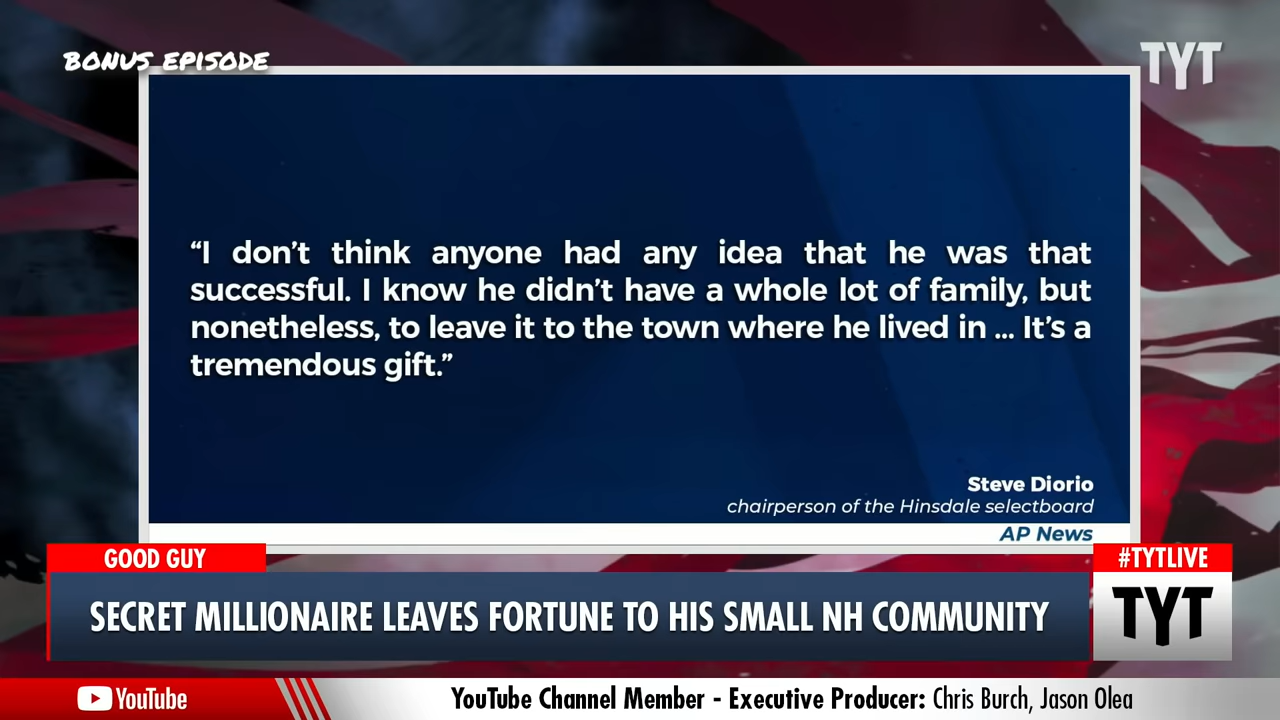 BONUS EPISODE
TYT
“I don’t think anyone had any idea that he was that
successful. I know he didn’t have a whole lot of family, but
nonetheless, to leave it to the town where he lived in ... It’s a
tremendous gift.”
Steve Diorio
chairperson of the Hinsdale selectboard
AP News
GOOD GUY
#TYTLIVE
SECRET MILLIONAIRE LEAVES FORTUNE TO HIS SMALL NH COMMUNITY
TYT
YouTube
YouTube Channel Member - Executive Producer: Chris Burch, Jason Olea